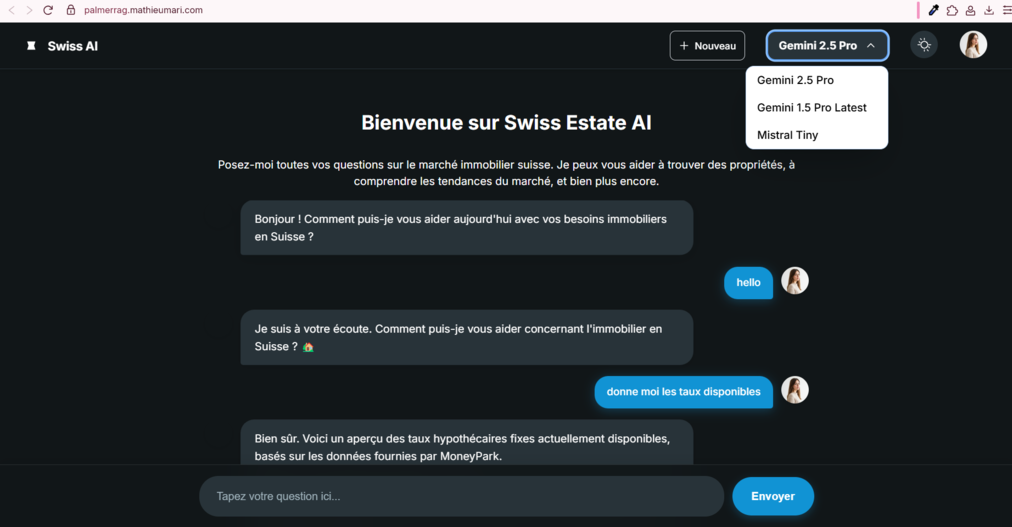 palmerrag.mathieumari.com
Swiss AI
+ Nouveau
Gemini 2.5 Pro
Gemini 2.5 Pro
Gemini 1.5 Pro Latest
Mistral Tiny
Bienvenue sur Swiss Estate AI
Posez-moi toutes vos questions sur le marché immobilier suisse. Je peux vous aider à trouver des propriétés, à
comprendre les tendances du marché, et bien plus encore.
Bonjour ! Comment puis-je vous aider aujourd'hui avec vos besoins immobiliers
en Suisse ?
hello
Je suis à votre écoute. Comment puis-je vous aider concernant l'immobilier en
Suisse ? 🏡
donne moi les taux disponibles
Bien sûr. Voici un aperçu des taux hypothécaires fixes actuellement disponibles,
basés sur les données fournies par MoneyPark.
Tapez votre question ici...
Envoyer